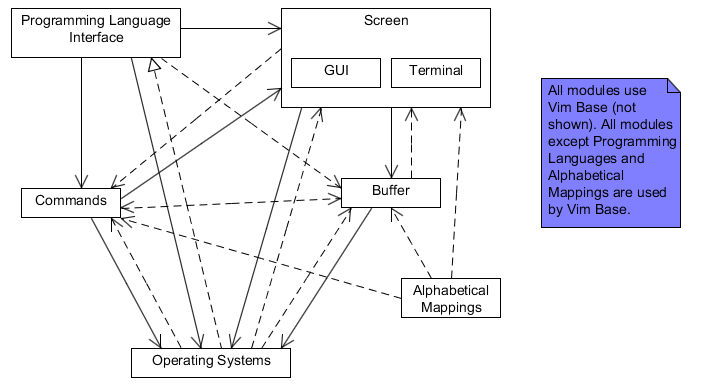 Programming Language
Interface
Screen
GUI
Terminal
All modules use
Vim Base (not
shown). All modules
except Programming
Languages and
Alphabetical
Mappings are used
by Vim Base.
Commands
Buffer
Alphabetical
Mappings
Operating Systems